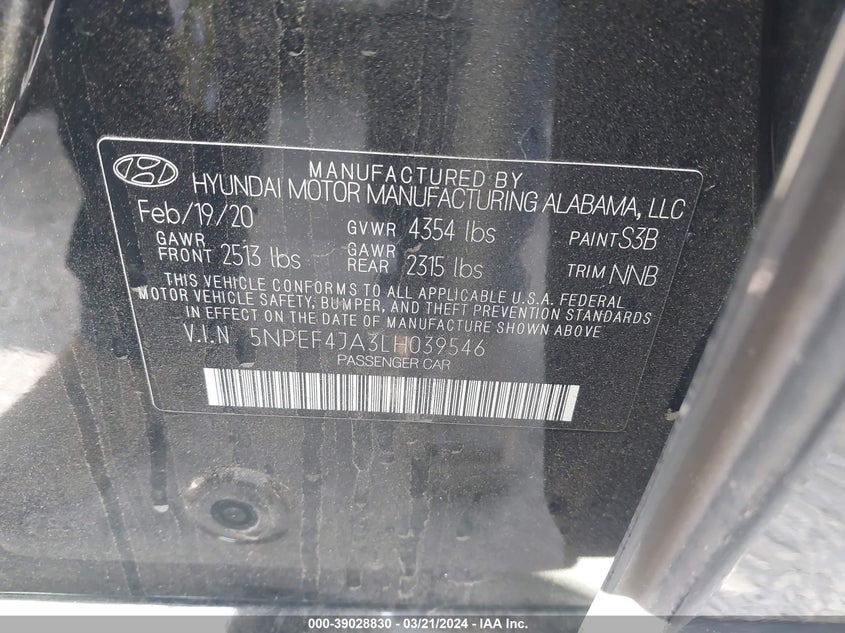 MANUFACTURED BY
HYUNDAI MOTOR MANUFACTURING ALABAMA, LLC
Feb/19/20 GVWR 4354 lbs PAINT S3B
GAWR FRONT 2513 lbs GAWR REAR 2315 lbs TRIM NNB
THIS VEHICLE CONFORMS TO ALL APPLICABLE U.S.A. FEDERAL
MOTOR VEHICLE SAFETY, BUMPER, AND THEFT PREVENTION STANDARDS
IN EFFECT ON THE DATE OF MANUFACTURE SHOWN ABOVE
V.I.N 5NPEF4JA3LH039546
PASSENGER CAR
000-39028830 - 03/21/2024 - IAA Inc.